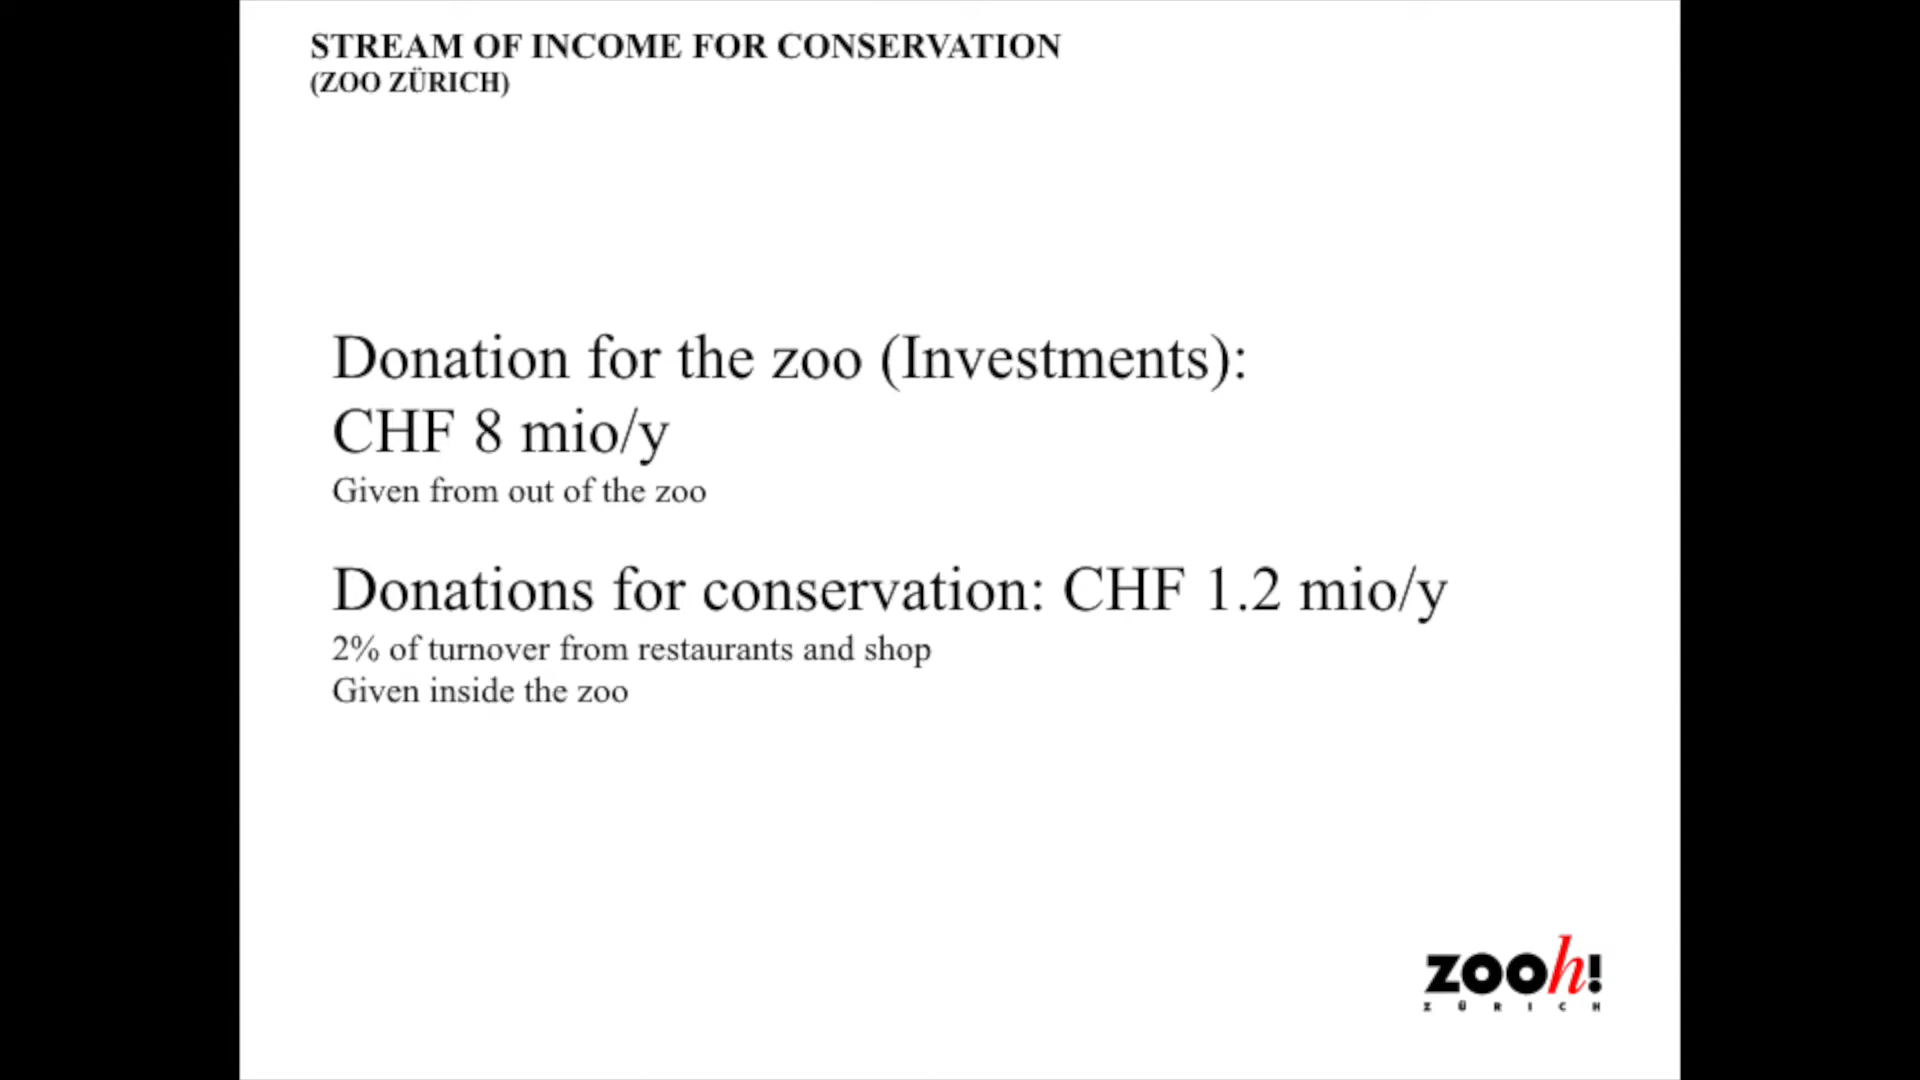 STREAM OF INCOME FOR CONSERVATION
(ZOO ZÜRICH)
Donation for the zoo (Investments):
CHF 8 mio/y
Given from out of the zoo
Donations for conservation: CHF 1.2 mio/y
2% of turnover from restaurants and shop
Given inside the zoo
zooh!
ZÜRICH